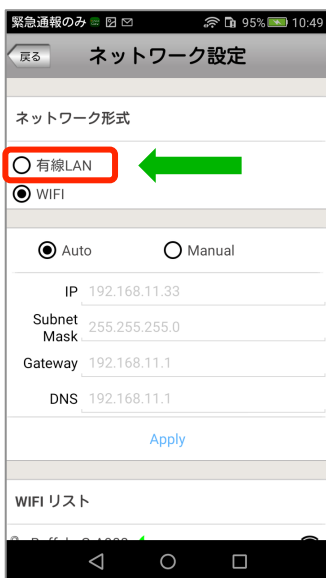 緊急通報のみ 95% 10:49
戻る ネットワーク設定
ネットワーク形式
有線LAN
WIFI
Auto Manual
IP 192.168.11.33
Subnet Mask 255.255.255.0
Gateway 192.168.11.1
DNS 192.168.11.1
Apply
WIFI リスト